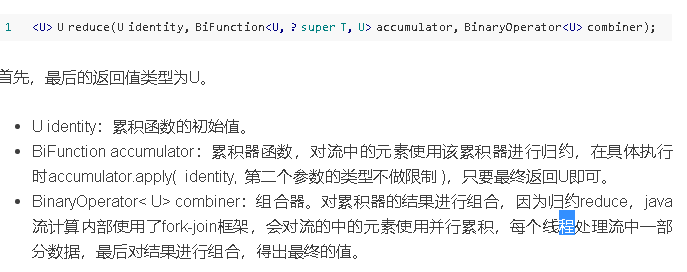 1 <U> U reduce(U identity, BiFunction<U, ? super T, U> accumulator, BinaryOperator<U> combiner);
首先，最后的返回值类型为U。
• U identity：累积函数的初始值。
• BiFunction accumulator：累积器函数，对流中的元素使用该累积器进行归约，在具体执行
时accumulator.apply( identity, 第二个参数的类型不做限制 )，只要最终返回U即可。
• BinaryOperator< U> combiner：组合器。对累积器的结果进行组合，因为归约reduce，java
流计算内部使用了fork-join框架，会对流的中的元素使用并行累积，每个线程处理流中一部
分数据，最后对结果进行组合，得出最终的值。